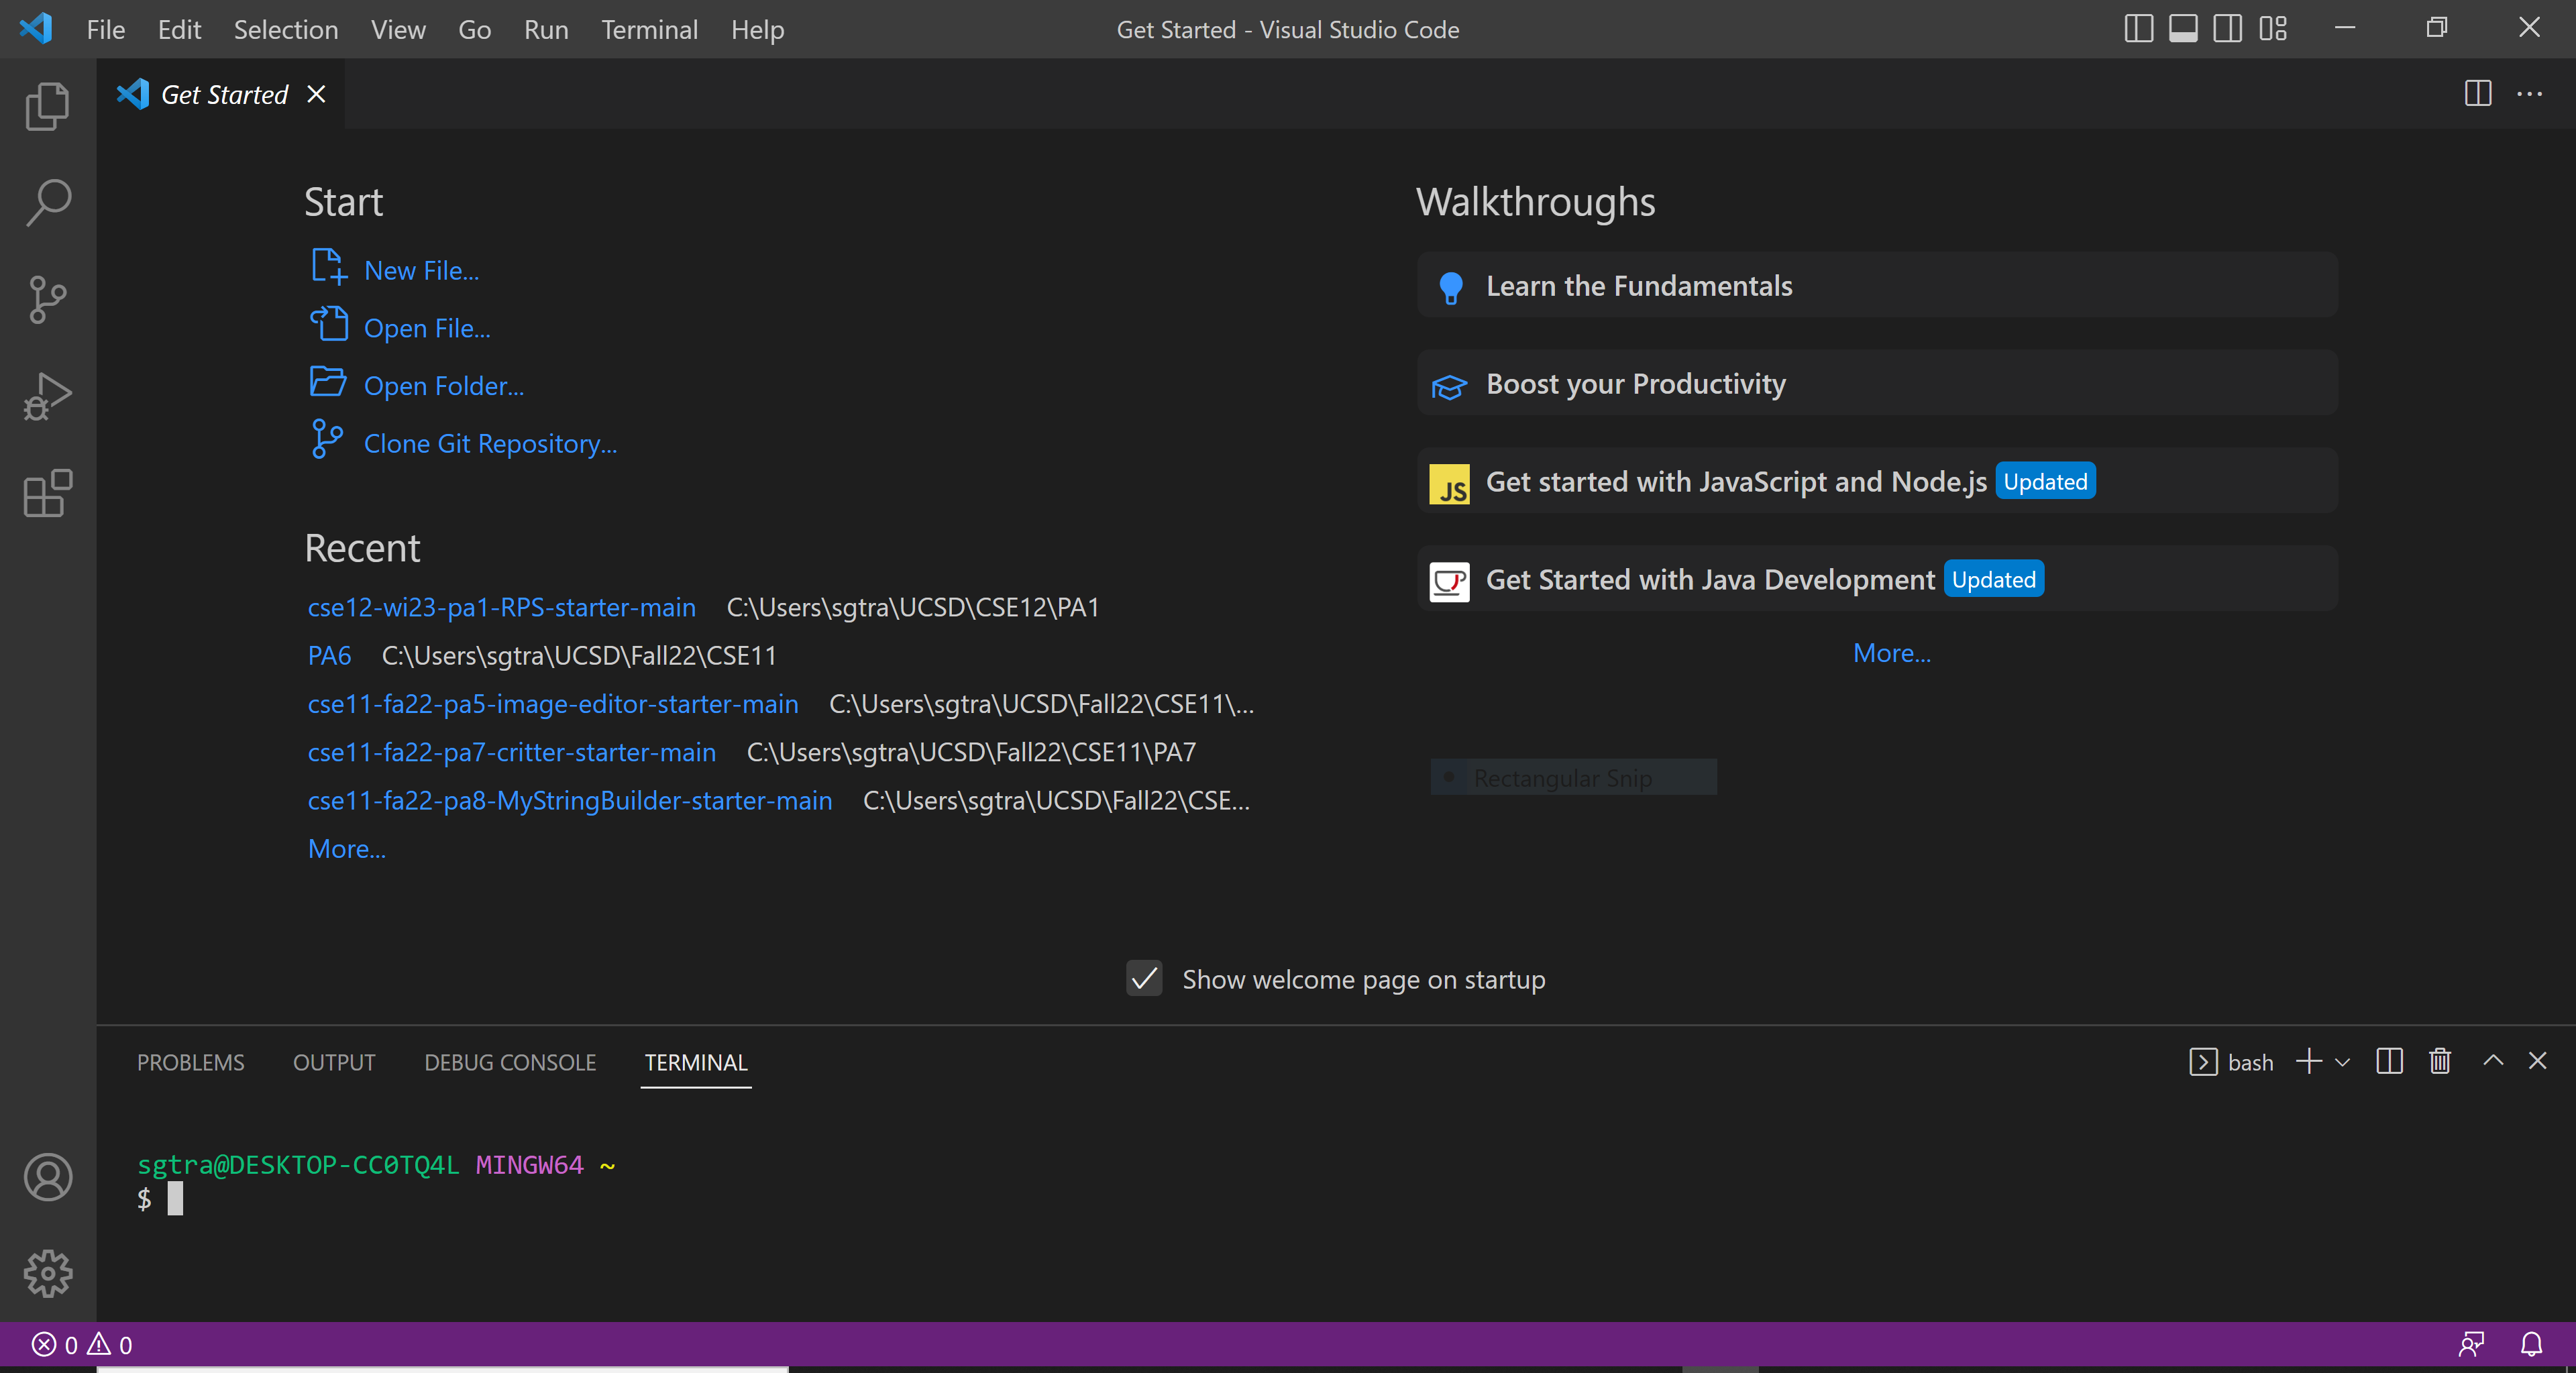 File Edit Selection View Go Run Terminal Help
Get Started - Visual Studio Code
Get Started
Start
New File...
Open File...
Open Folder...
Clone Git Repository...
Recent
cse12-wi23-pa1-RPS-starter-main C:\Users\sgtra\UCSD\CSE12\PA1
PA6 C:\Users\sgtra\UCSD\Fall22\CSE11
cse11-fa22-pa5-image-editor-starter-main C:\Users\sgtra\UCSD\Fall22\CSE11\...
cse11-fa22-pa7-critter-starter-main C:\Users\sgtra\UCSD\Fall22\CSE11\PA7
cse11-fa22-pa8-MyStringBuilder-starter-main C:\Users\sgtra\UCSD\Fall22\CSE...
More...
Walkthroughs
Learn the Fundamentals
Boost your Productivity
JS Get started with JavaScript and Node.js Updated
Get Started with Java Development Updated
More...
Rectangular Snip
Show welcome page on startup
PROBLEMS OUTPUT DEBUG CONSOLE TERMINAL
bash
sgtra@DESKTOP-CC0TQ4L MINGW64 ~
$
0 0